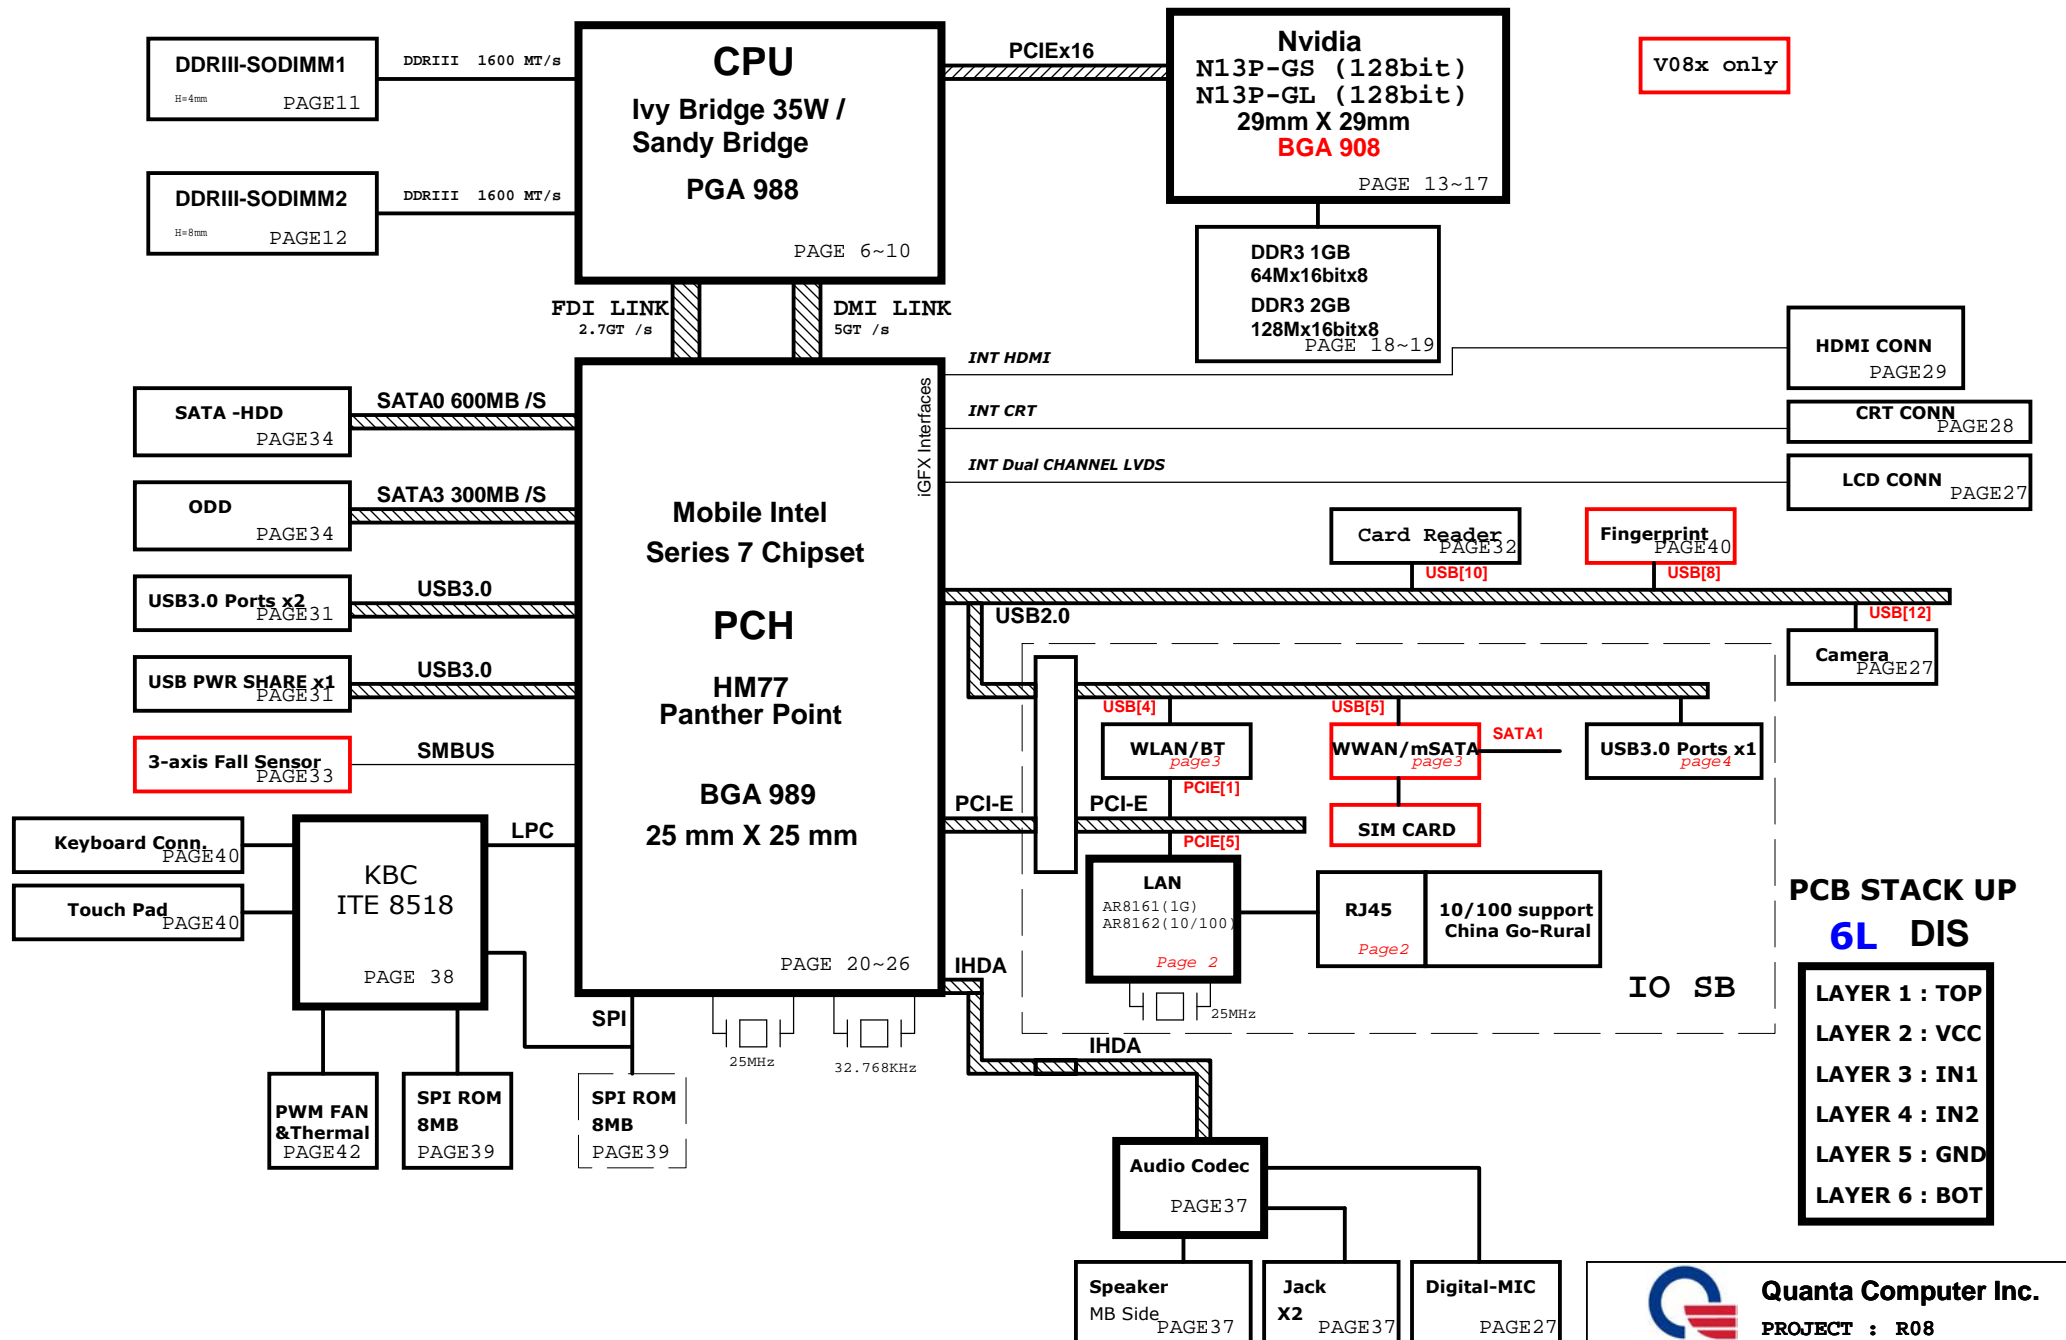 DDRIII-SODIMM1
H=4mm
PAGE11
DDRIII 1600 MT/s
DDRIII-SODIMM2
H=8mm
PAGE12
DDRIII 1600 MT/s
CPU
Ivy Bridge 35W /
Sandy Bridge
PGA 988
PAGE 6~10
PCIEx16
Nvidia
N13P-GS (128bit)
N13P-GL (128bit)
29mm X 29mm
BGA 908
PAGE 13~17
V08x only
DDR3 1GB
64Mx16bitx8
DDR3 2GB
128Mx16bitx8
PAGE 18~19
FDI LINK
2.7GT /s
DMI LINK
5GT /s
INT HDMI
HDMI CONN
PAGE29
INT CRT
CRT CONN
PAGE28
INT Dual CHANNEL LVDS
LCD CONN
PAGE27
iGFX Interfaces
SATA -HDD
PAGE34
SATA0 600MB /S
ODD
PAGE34
SATA3 300MB /S
USB3.0 Ports x2
PAGE31
USB3.0
USB PWR SHARE x1
PAGE31
USB3.0
3-axis Fall Sensor
PAGE33
SMBUS
Mobile Intel
Series 7 Chipset
PCH
HM77
Panther Point
BGA 989
25 mm X 25 mm
PAGE 20~26
Card Reader
PAGE32
USB[10]
Fingerprint
PAGE40
USB[8]
USB2.0
USB[12]
Camera
PAGE27
USB[4]
WLAN/BT
page3
PCIE[1]
USB[5]
WWAN/mSATA
page3
SATA1
USB3.0 Ports x1
page4
SIM CARD
PCI-E
PCI-E
PCIE[5]
LAN
AR8161(1G)
AR8162(10/100)
Page 2
25MHz
RJ45
Page2
10/100 support
China Go-Rural
IO SB
Keyboard Conn.
PAGE40
Touch Pad
PAGE40
KBC
ITE 8518
PAGE 38
LPC
SPI
25MHz
32.768KHz
IHDA
IHDA
PWM FAN
&Thermal
PAGE42
SPI ROM
8MB
PAGE39
SPI ROM
8MB
PAGE39
Audio Codec
PAGE37
Speaker
MB Side
PAGE37
Jack
X2
PAGE37
Digital-MIC
PAGE27
PCB STACK UP
6L DIS
LAYER 1 : TOP
LAYER 2 : VCC
LAYER 3 : IN1
LAYER 4 : IN2
LAYER 5 : GND
LAYER 6 : BOT
Quanta Computer Inc.
PROJECT : R08